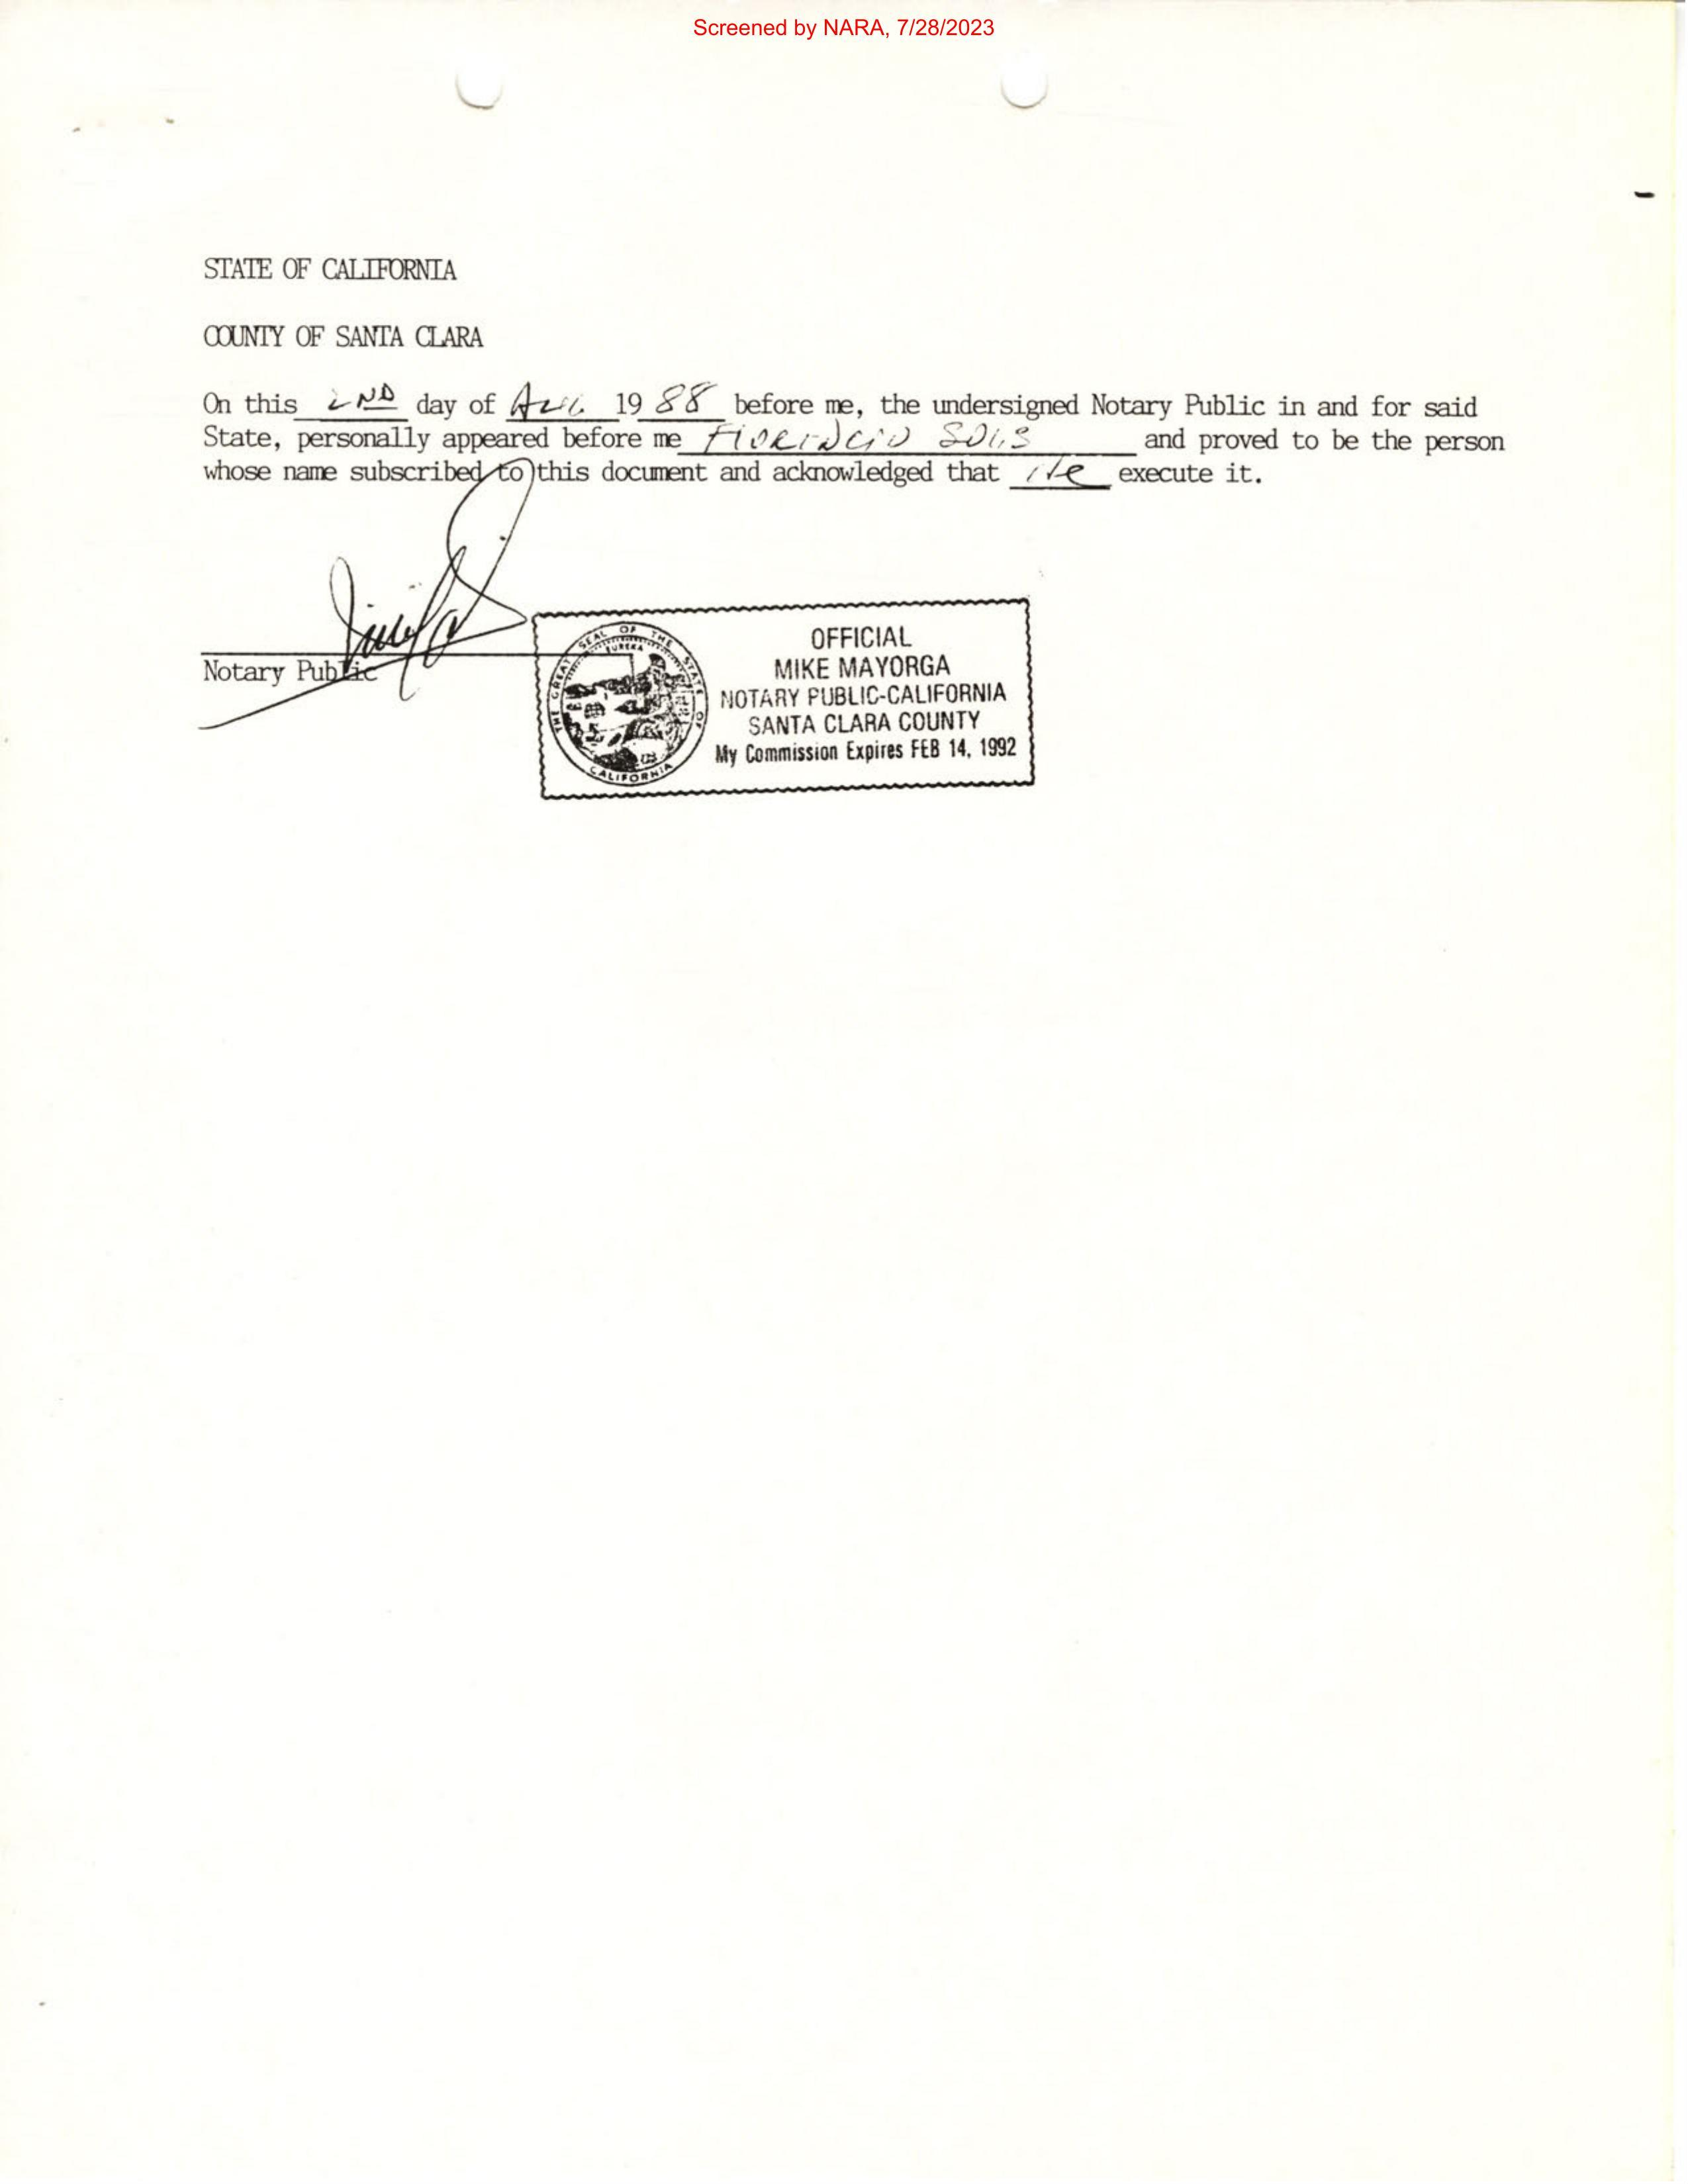 Screened by NARA, 7/28/2023
STATE OF CALIFORNIA
COUNTY OF SANTA CLARA
On this 2ND day of AUG 19 88 before me, the undersigned Notary Public in and for said
State, personally appeared before me FlORiNCiO SOliS and proved to be the person
whose name subscribed to this document and acknowledged that He execute it.
Notary Public
THE GREAT SEAL OF THE STATE OF CALIFORNIA
EUREKA
OFFICIAL
MIKE MAYORGA
NOTARY PUBLIC-CALIFORNIA
SANTA CLARA COUNTY
My Commission Expires FEB 14, 1992